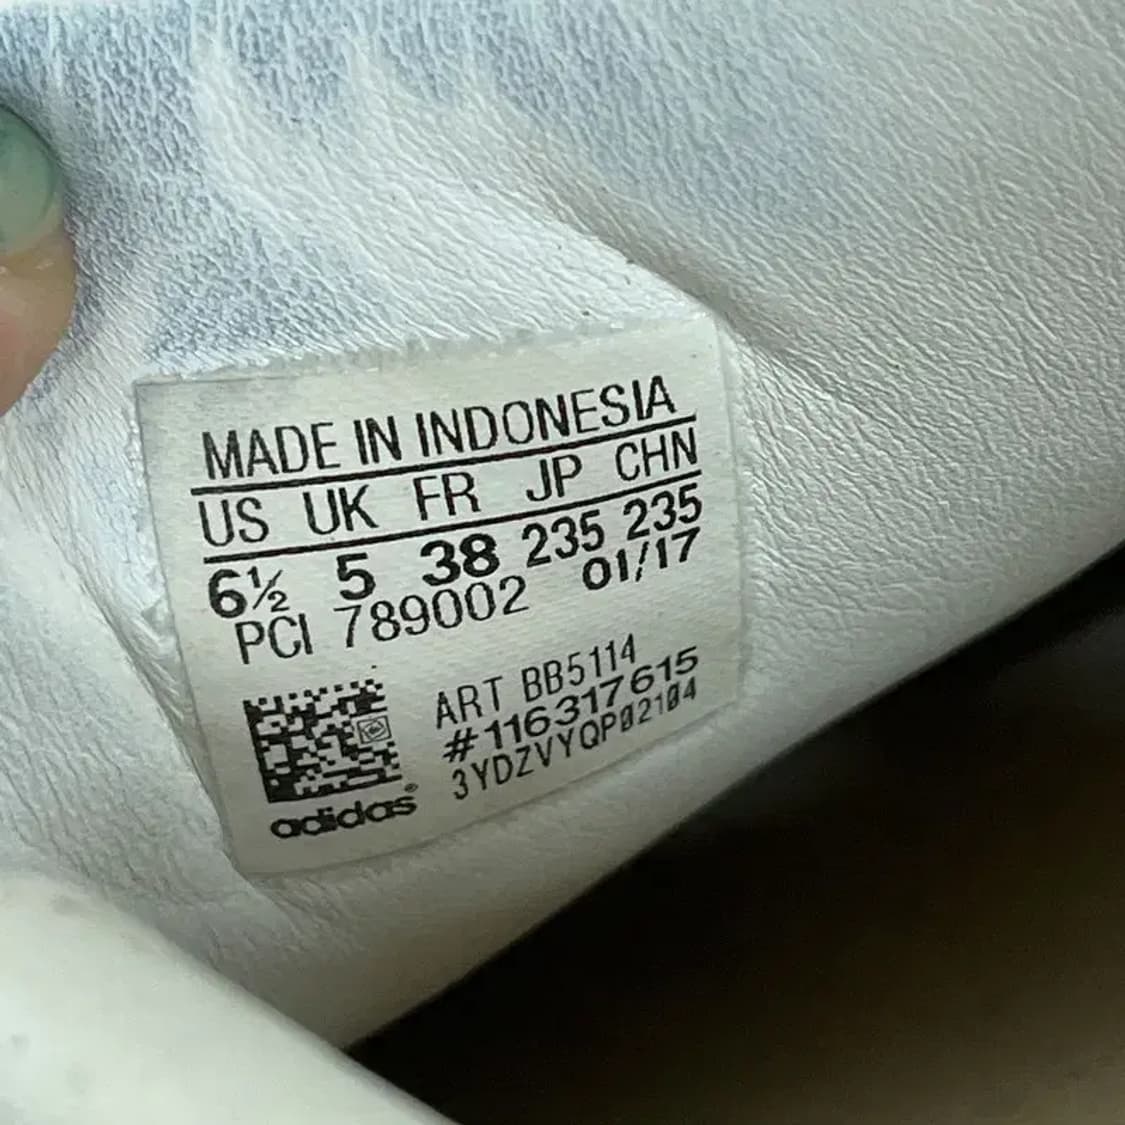 MADE IN INDONESIA
US UK FR JP CHN
6½ 5 38 235 235
PCI 789002 01/17
ART BB5114
#116317615
3YDZVYQP02104
adidas®